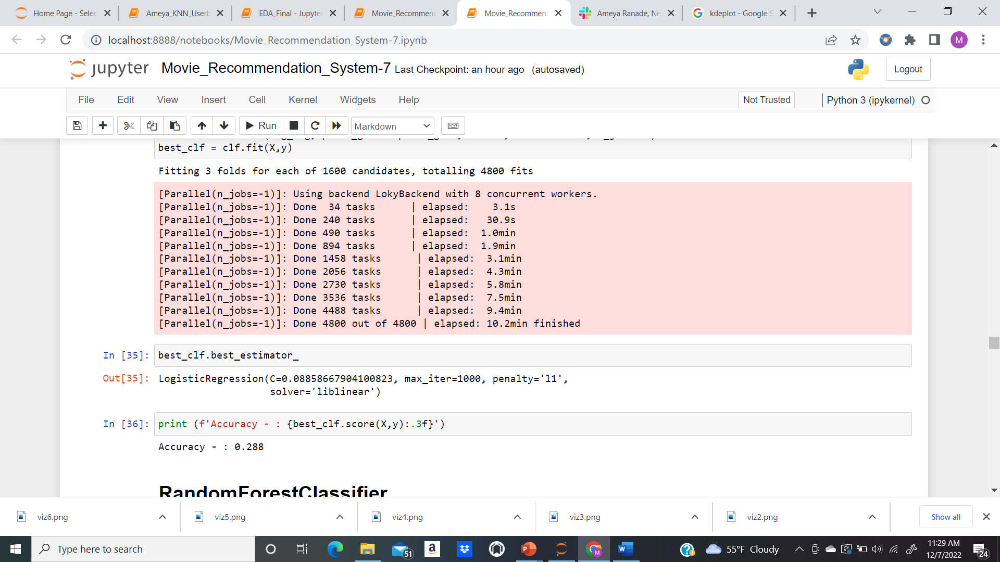 Home Page - Selec
Ameya_KNN_Userb
EDA_Final - Jupyter
Movie_Recommend
Movie_Recommend
Ameya Ranade, Ne
kdeplot - Google S
localhost:8888/notebooks/Movie_Recommendation_System-7.ipynb
M
jupyter Movie_Recommendation_System-7 Last Checkpoint: an hour ago (autosaved)
Logout
File Edit View Insert Cell Kernel Widgets Help
Not Trusted
Python 3 (ipykernel)
Run
Markdown
best_clf = clf.fit(X,y)
Fitting 3 folds for each of 1600 candidates, totalling 4800 fits
[Parallel(n_jobs=-1)]: Using backend LokyBackend with 8 concurrent workers.
[Parallel(n_jobs=-1)]: Done  34 tasks      | elapsed:    3.1s
[Parallel(n_jobs=-1)]: Done 240 tasks      | elapsed:   30.9s
[Parallel(n_jobs=-1)]: Done 490 tasks      | elapsed:  1.0min
[Parallel(n_jobs=-1)]: Done 894 tasks      | elapsed:  1.9min
[Parallel(n_jobs=-1)]: Done 1458 tasks      | elapsed:  3.1min
[Parallel(n_jobs=-1)]: Done 2056 tasks      | elapsed:  4.3min
[Parallel(n_jobs=-1)]: Done 2730 tasks      | elapsed:  5.8min
[Parallel(n_jobs=-1)]: Done 3536 tasks      | elapsed:  7.5min
[Parallel(n_jobs=-1)]: Done 4488 tasks      | elapsed:  9.4min
[Parallel(n_jobs=-1)]: Done 4800 out of 4800 | elapsed: 10.2min finished
In [35]: best_clf.best_estimator_
Out[35]: LogisticRegression(C=0.08858667904100823, max_iter=1000, penalty='l1',
solver='liblinear')
In [36]: print (f'Accuracy - : {best_clf.score(X,y):.3f}')
Accuracy - : 0.288
RandomForestClassifier
viz6.png
viz5.png
viz4.png
viz3.png
viz2.png
Show all
Type here to search
51
55°F Cloudy
11:29 AM
12/7/2022
24